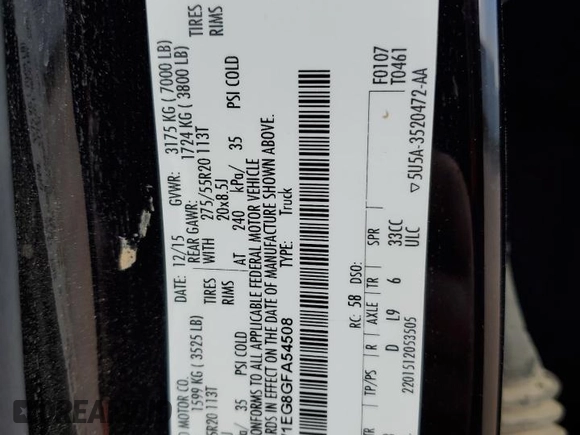 D MOTOR CO.
DATE: 12/15 GVWR: 3175 KG ( 7000 LB)
1599 KG ( 3525 LB)
REAR GAWR: 1724 KG ( 3800 LB)
5R20 113T TIRES WITH 275/55R20 113T TIRES
RIMS 20x8.5J RIMS
/ 35 PSI COLD AT 240 kPa/ 35 PSI COLD
CONFORMS TO ALL APPLICABLE FEDERAL MOTOR VEHICLE
RDS IN EFFECT ON THE DATE OF MANUFACTURE SHOWN ABOVE.
1EG8GFA54508
TYPE: Truck
F0107
T0461
RC: 58 DSO:
TP/PS R AXLE TR SPR
D L9 6 33CC
ULC
2201512053505
▽5U5A-3520472-AA